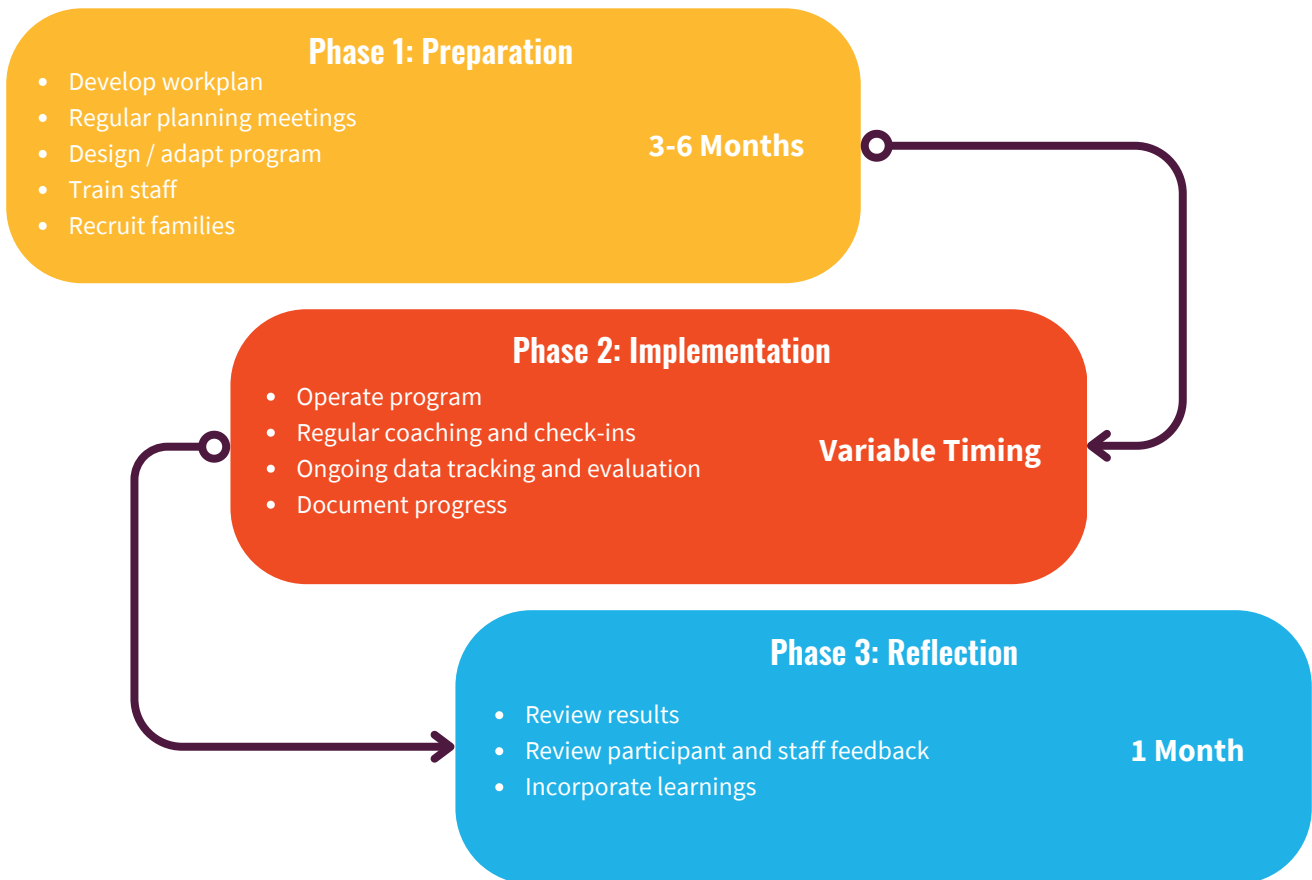 Phase 1: Preparation
• Develop workplan
• Regular planning meetings
• Design / adapt program
• Train staff
• Recruit families
3-6 Months
Phase 2: Implementation
• Operate program
• Regular coaching and check-ins
• Ongoing data tracking and evaluation
• Document progress
Variable Timing
Phase 3: Reflection
• Review results
• Review participant and staff feedback
• Incorporate learnings
1 Month